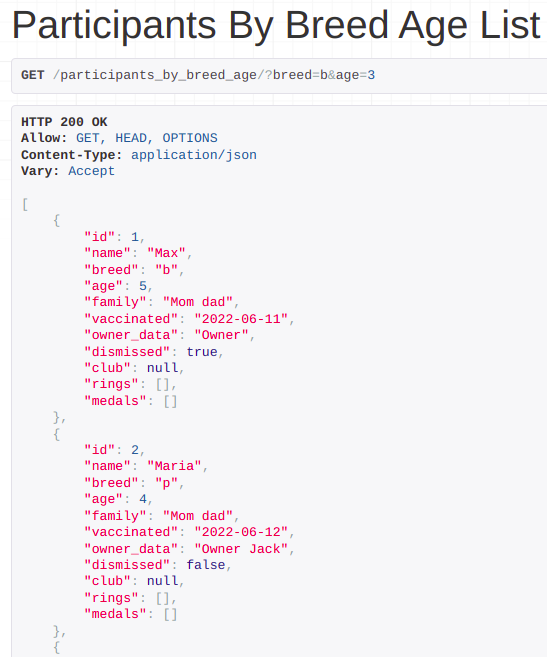 Participants By Breed Age List
GET /participants_by_breed_age/?breed=b&age=3
HTTP 200 OK
Allow: GET, HEAD, OPTIONS
Content-Type: application/json
Vary: Accept
[
    {
        "id": 1,
        "name": "Max",
        "breed": "b",
        "age": 5,
        "family": "Mom dad",
        "vaccinated": "2022-06-11",
        "owner_data": "Owner",
        "dismissed": true,
        "club": null,
        "rings": [],
        "medals": []
    },
    {
        "id": 2,
        "name": "Maria",
        "breed": "p",
        "age": 4,
        "family": "Mom dad",
        "vaccinated": "2022-06-12",
        "owner_data": "Owner Jack",
        "dismissed": false,
        "club": null,
        "rings": [],
        "medals": []
    },
    {